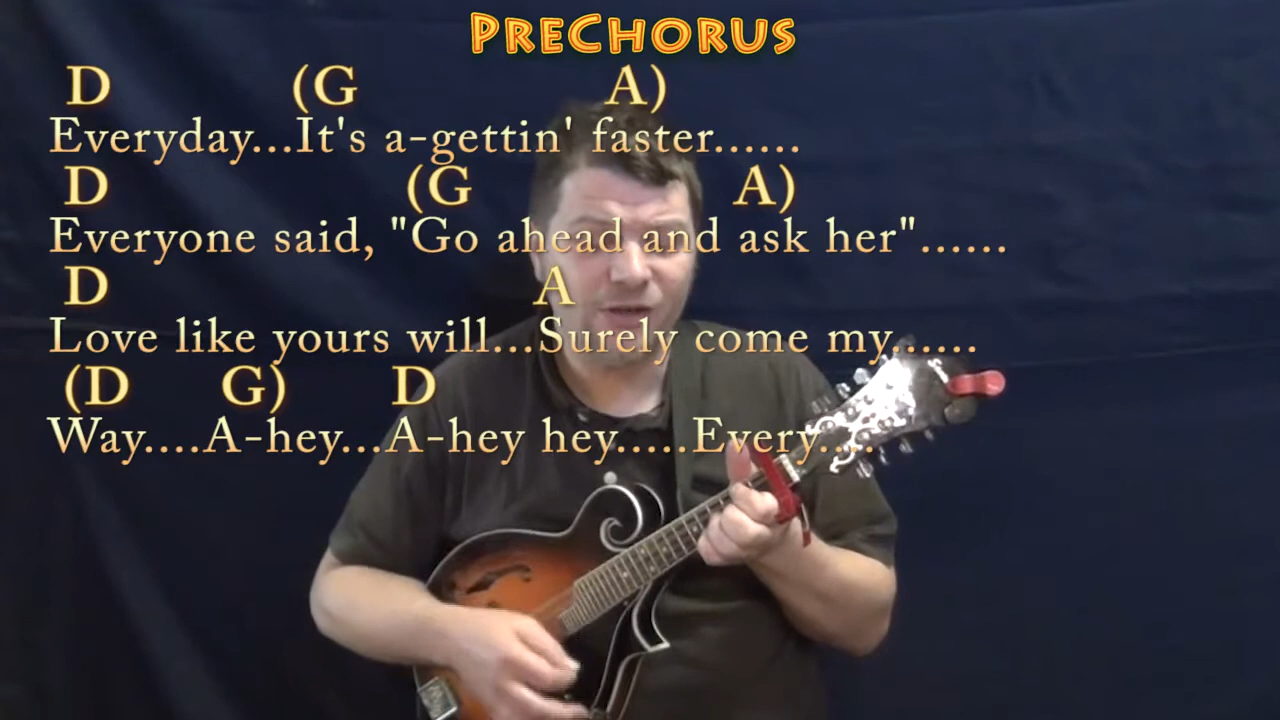 PRECHORUS
D (G A)
Everyday...It's a-gettin' faster......
D (G A)
Everyone said, "Go ahead and ask her"......
D A
Love like yours will...Surely come my......
(D G) D
Way....A-hey...A-hey hey.....Every....